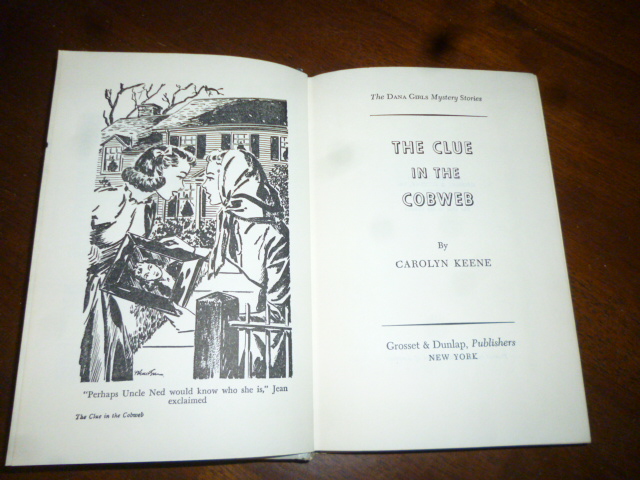 "Perhaps Uncle Ned would know who she is," Jean
exclaimed
The Clue in the Cobweb
The DANA GIRLS Mystery Stories
THE CLUE
IN THE
COBWEB
By
CAROLYN KEENE
Grosset & Dunlap, Publishers
NEW YORK